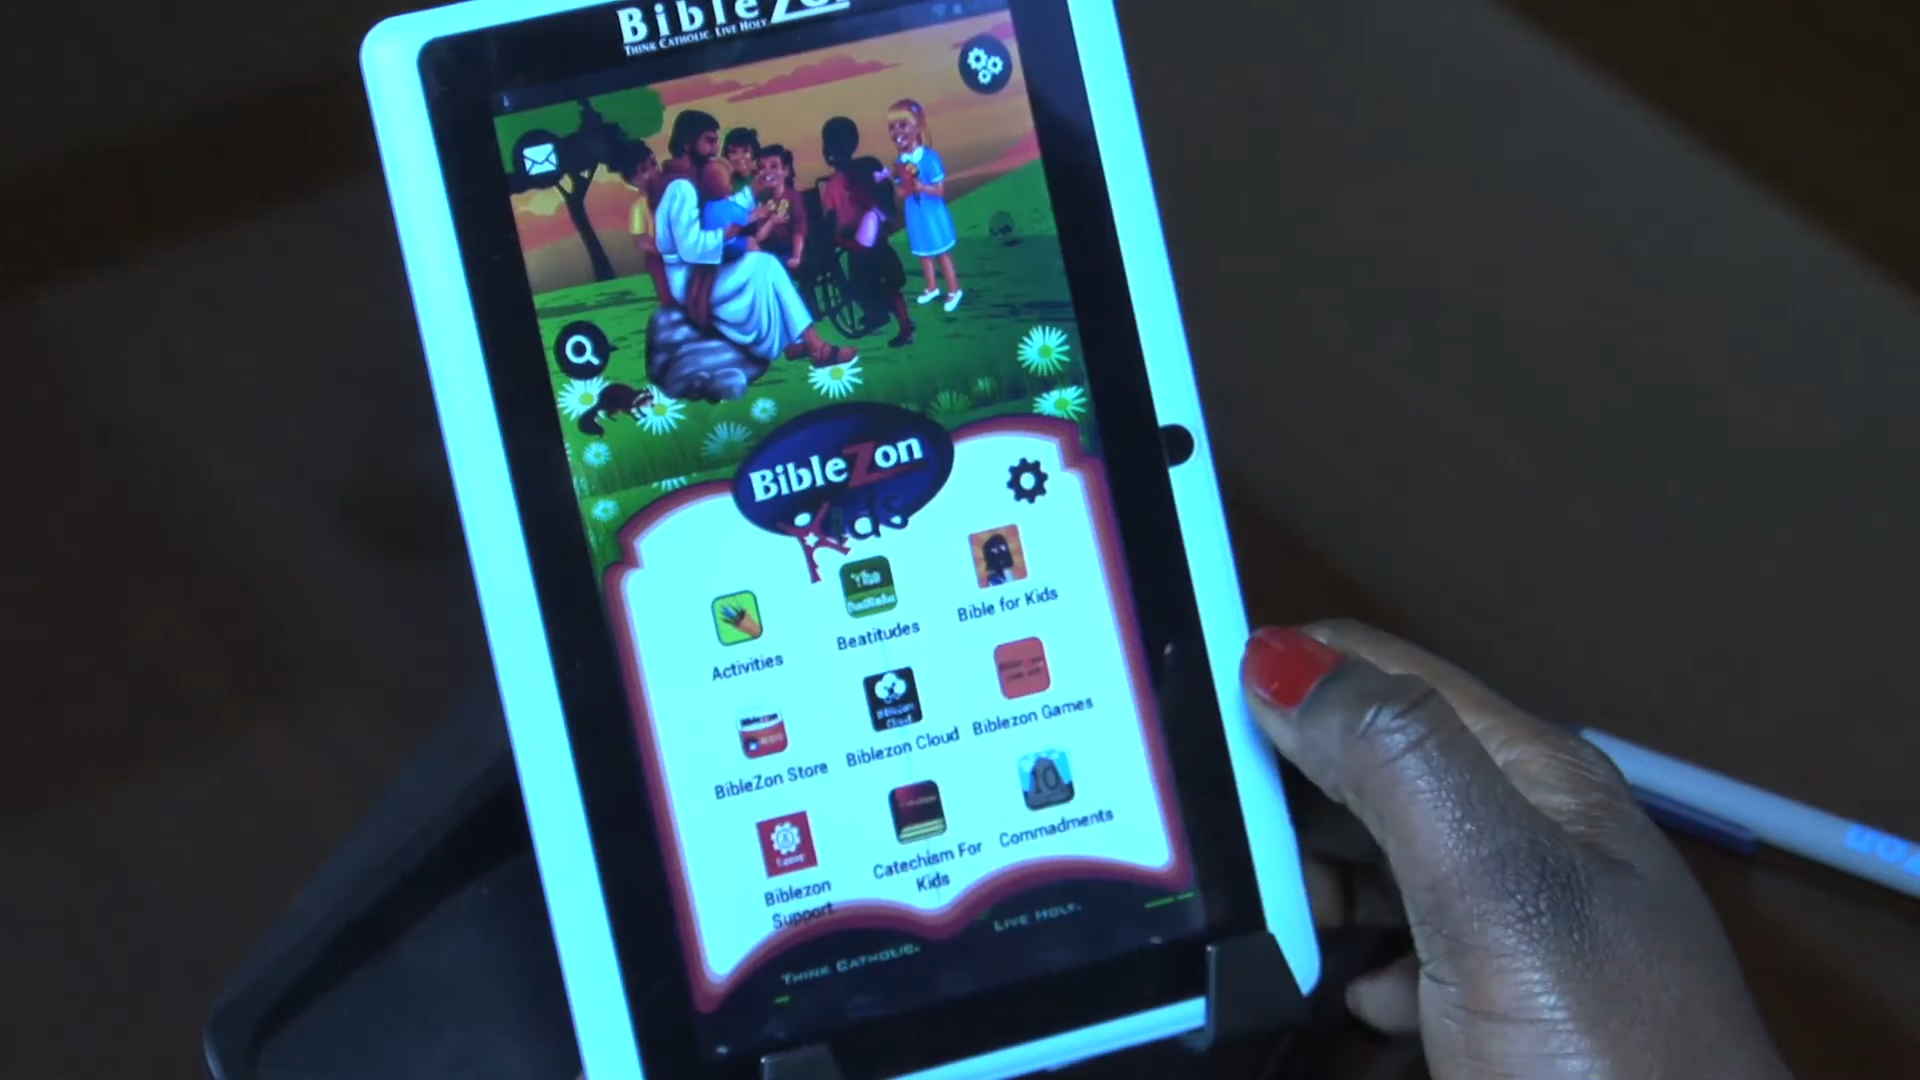 BibleZon
THINK CATHOLIC. LIVE HOLY.
BibleZon
Kids
Activities
Beatitudes
Bible for Kids
BibleZon Store
Biblezon Cloud
Biblezon Games
Biblezon
Support
Catechism For
Kids
10
Commadments
THINK CATHOLIC.
LIVE HOLY.